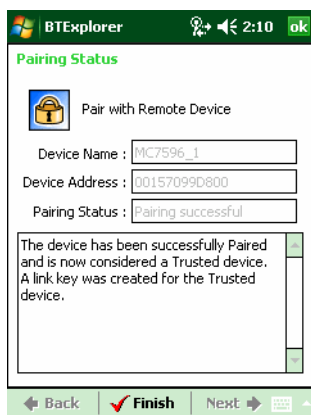 BTExplorer 2:10 ok
Pairing Status
Pair with Remote Device
Device Name : MC7596_1
Device Address : 00157099D800
Pairing Status : Pairing successful
The device has been successfully Paired
and is now considered a Trusted device.
A link key was created for the Trusted
device.
Back Finish Next